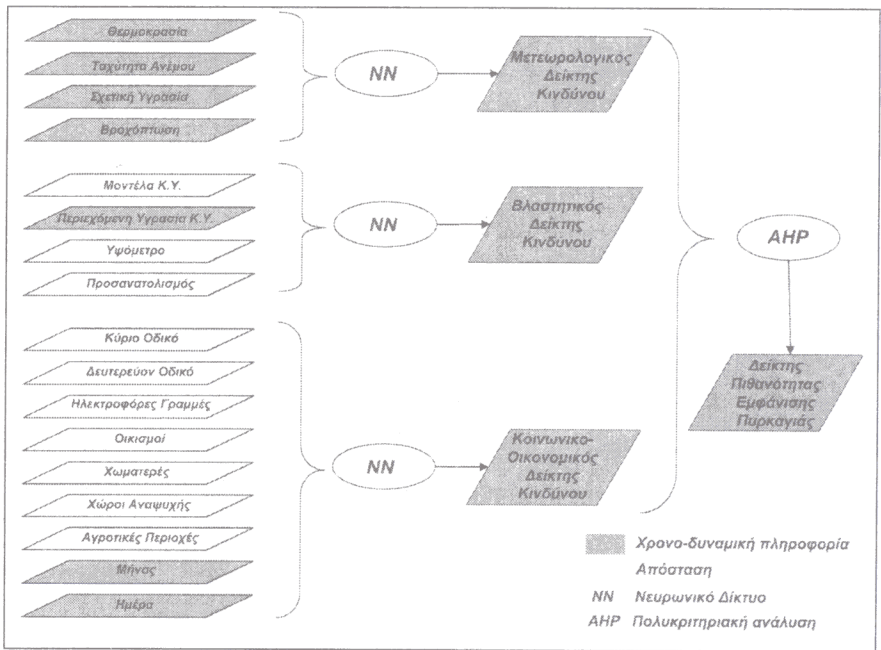 Θερμοκρασία
Ταχύτητα Ανέμου
Σχετική Υγρασία
Βροχόπτωση
NN
Μετεωρολογικός
Δείκτης
Κινδύνου
Μοντέλα Κ.Υ.
Περιεχόμενη Υγρασία Κ.Υ.
Υψόμετρο
Προσανατολισμός
NN
Βλαστητικός
Δείκτης
Κινδύνου
Κύριο Οδικό
Δευτερεύον Οδικό
Ηλεκτροφόρες Γραμμές
Οικισμοί
Χωματερές
Χώροι Αναψυχής
Αγροτικές Περιοχές
Μήνας
Ημέρα
NN
Κοινωνικο-
Οικονομικός
Δείκτης
Κινδύνου
AHP
Δείκτης
Πιθανότητας
Εμφάνισης
Πυρκαγιάς
Χρονο-δυναμική πληροφορία
Απόσταση
NN Νευρωνικό Δίκτυο
AHP Πολυκριτηριακή ανάλυση